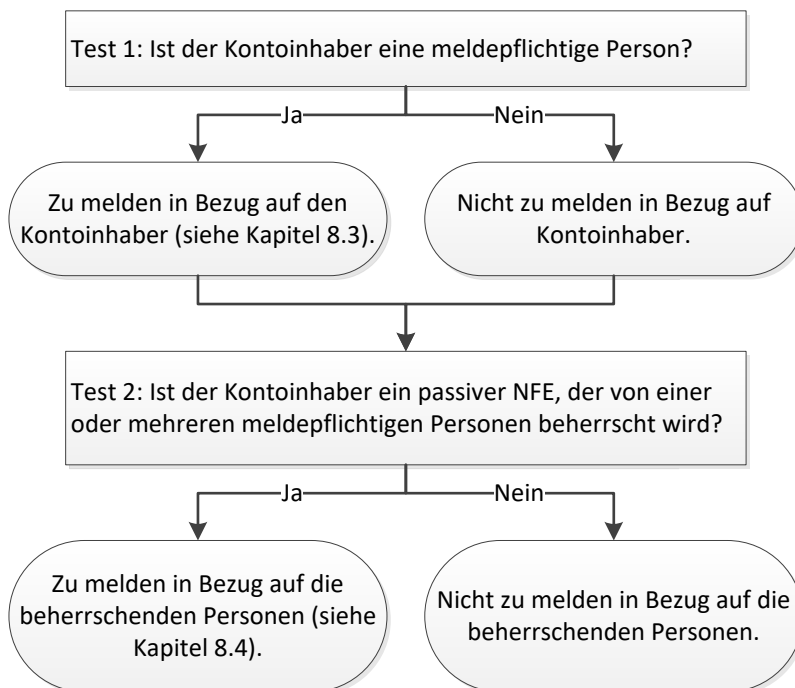 Test 1: Ist der Kontoinhaber eine meldepflichtige Person?
Ja
Nein
Zu melden in Bezug auf den
Kontoinhaber (siehe Kapitel 8.3).
Nicht zu melden in Bezug auf
Kontoinhaber.
Test 2: Ist der Kontoinhaber ein passiver NFE, der von einer
oder mehreren meldepflichtigen Personen beherrscht wird?
Ja
Nein
Zu melden in Bezug auf die
beherrschenden Personen (siehe
Kapitel 8.4).
Nicht zu melden in Bezug auf die
beherrschenden Personen.